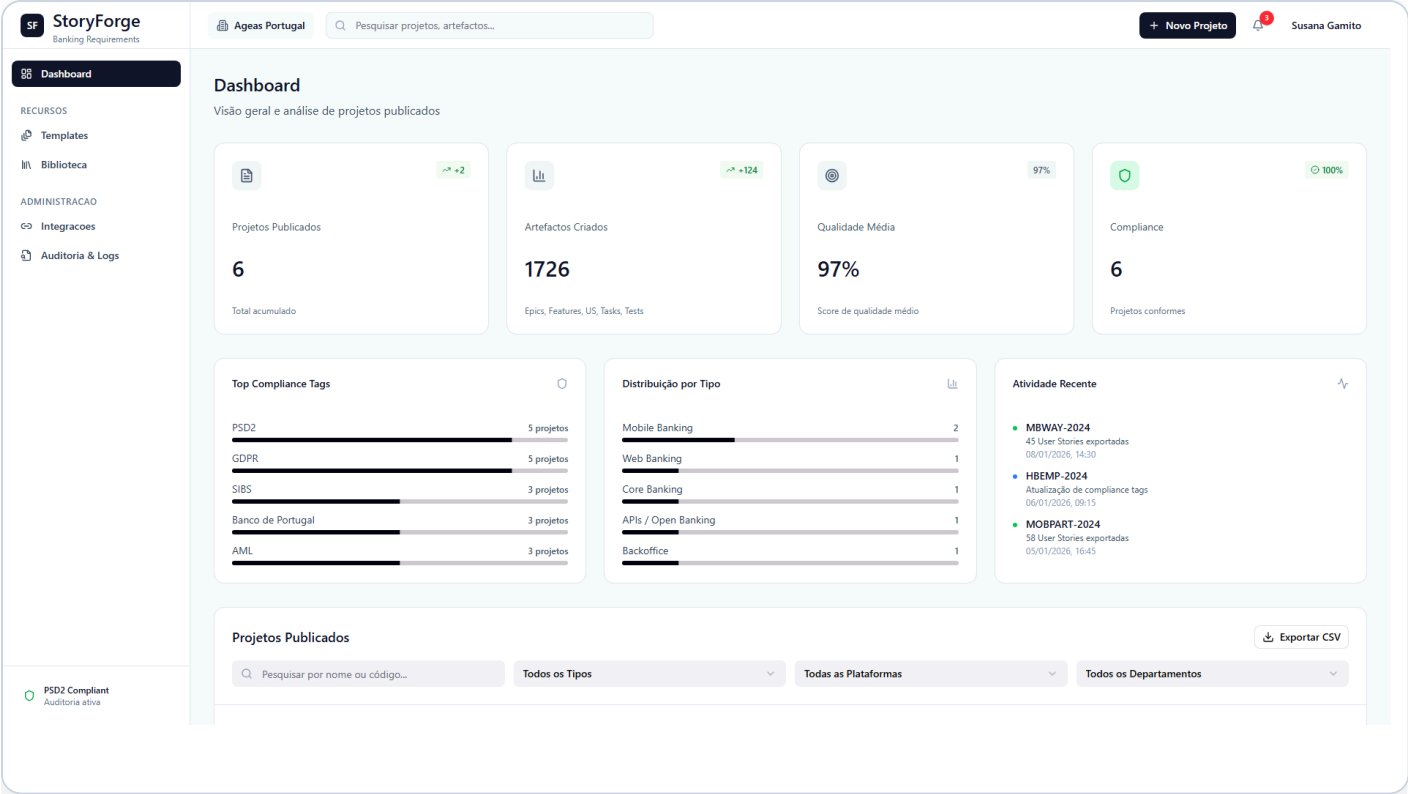 SF
StoryForge
Banking Requirements
Ageas Portugal
Pesquisar projetos, artefactos...
+ Novo Projeto
3
Susana Gamito
Dashboard
RECURSOS
Templates
Biblioteca
ADMINISTRACAO
Integracoes
Auditoria & Logs
PSD2 Compliant
Auditoria ativa
Dashboard
Visão geral e análise de projetos publicados
+2
Projetos Publicados
6
Total acumulado
+124
Artefactos Criados
1726
Epics, Features, US, Tasks, Tests
97%
Qualidade Média
97%
Score de qualidade médio
100%
Compliance
6
Projetos conformes
Top Compliance Tags
PSD2 5 projetos
GDPR 5 projetos
SIBS 3 projetos
Banco de Portugal 3 projetos
AML 3 projetos
Distribuição por Tipo
Mobile Banking 2
Web Banking 1
Core Banking 1
APIs / Open Banking 1
Backoffice 1
Atividade Recente
MBWAY-2024
45 User Stories exportadas
08/01/2026, 14:30
HBEMP-2024
Atualização de compliance tags
06/01/2026, 09:15
MOBPART-2024
58 User Stories exportadas
05/01/2026, 16:45
Projetos Publicados
Exportar CSV
Pesquisar por nome ou código...
Todos os Tipos
Todas as Plataformas
Todos os Departamentos